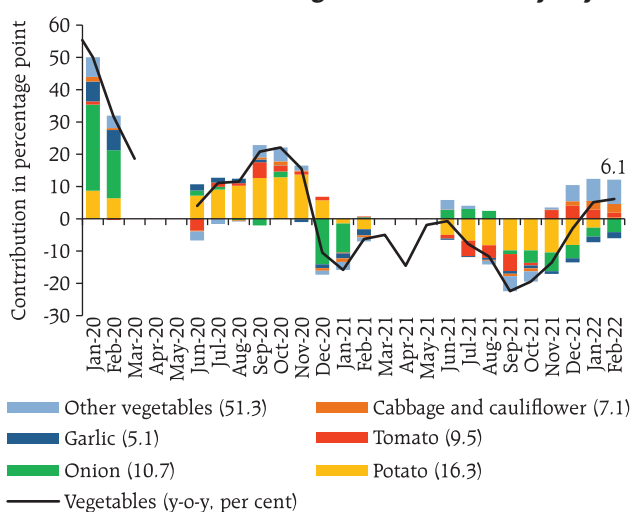 Contribution in percentage point
60
50
40
30
20
10
0
-10
-20
-30
6.1
Jan-20
Feb-20
Mar-20
Apr-20
May-20
Jun-20
Jul-20
Aug-20
Sep-20
Oct-20
Nov-20
Dec-20
Jan-21
Feb-21
Mar-21
Apr-21
May-21
Jun-21
Jul-21
Aug-21
Sep-21
Oct-21
Nov-21
Dec-21
Jan-22
Feb-22
Other vegetables (51.3)
Cabbage and cauliflower (7.1)
Garlic (5.1)
Tomato (9.5)
Onion (10.7)
Potato (16.3)
Vegetables (y-o-y, per cent)